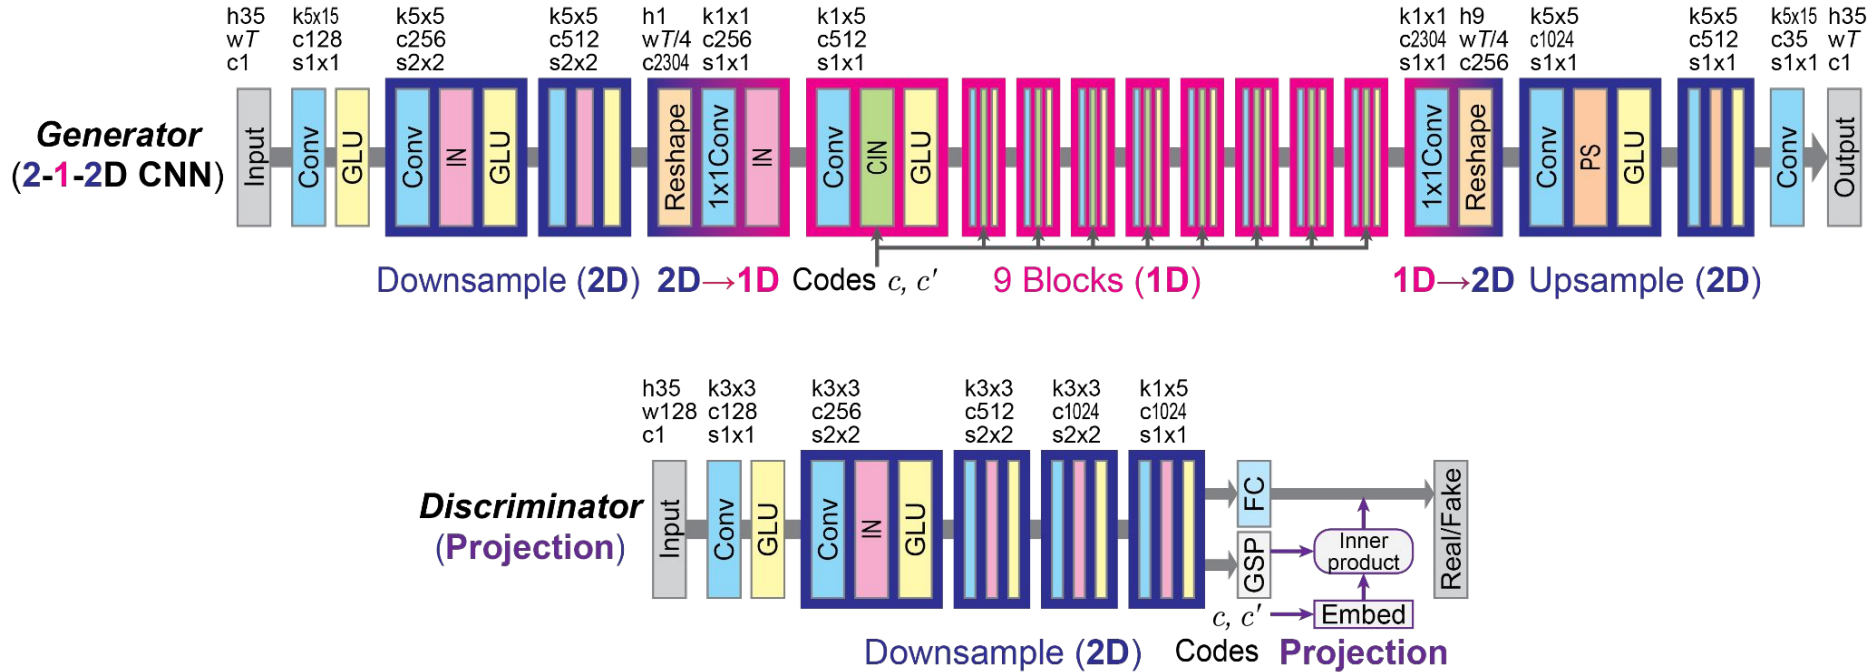 h35 k5x15 k5x5 k5x5 h1 k1x1 k1x5 k1x1 h9 k5x5 k5x5 k5x15 h35
wT c128 c256 c512 wT/4 c256 c512 c2304 wT/4 c1024 c512 c35 wT
c1 s1x1 s2x2 s2x2 c2304 s1x1 s1x1 s1x1 c256 s1x1 s1x1 s1x1 c1
Generator
(2-1-2D CNN)
Input Conv GLU Conv IN GLU Reshape 1x1Conv IN Conv CIN GLU 1x1Conv Reshape Conv PS GLU Conv Output
Downsample (2D) 2D→1D Codes c, c′ 9 Blocks (1D) 1D→2D Upsample (2D)
h35 k3x3 k3x3 k3x3 k3x3 k1x5
w128 c128 c256 c512 c1024 c1024
c1 s1x1 s2x2 s2x2 s2x2 s1x1
Discriminator
(Projection)
Input Conv GLU Conv IN GLU FC GSP Real/Fake
Inner
product
c, c′ Embed
Downsample (2D) Codes Projection